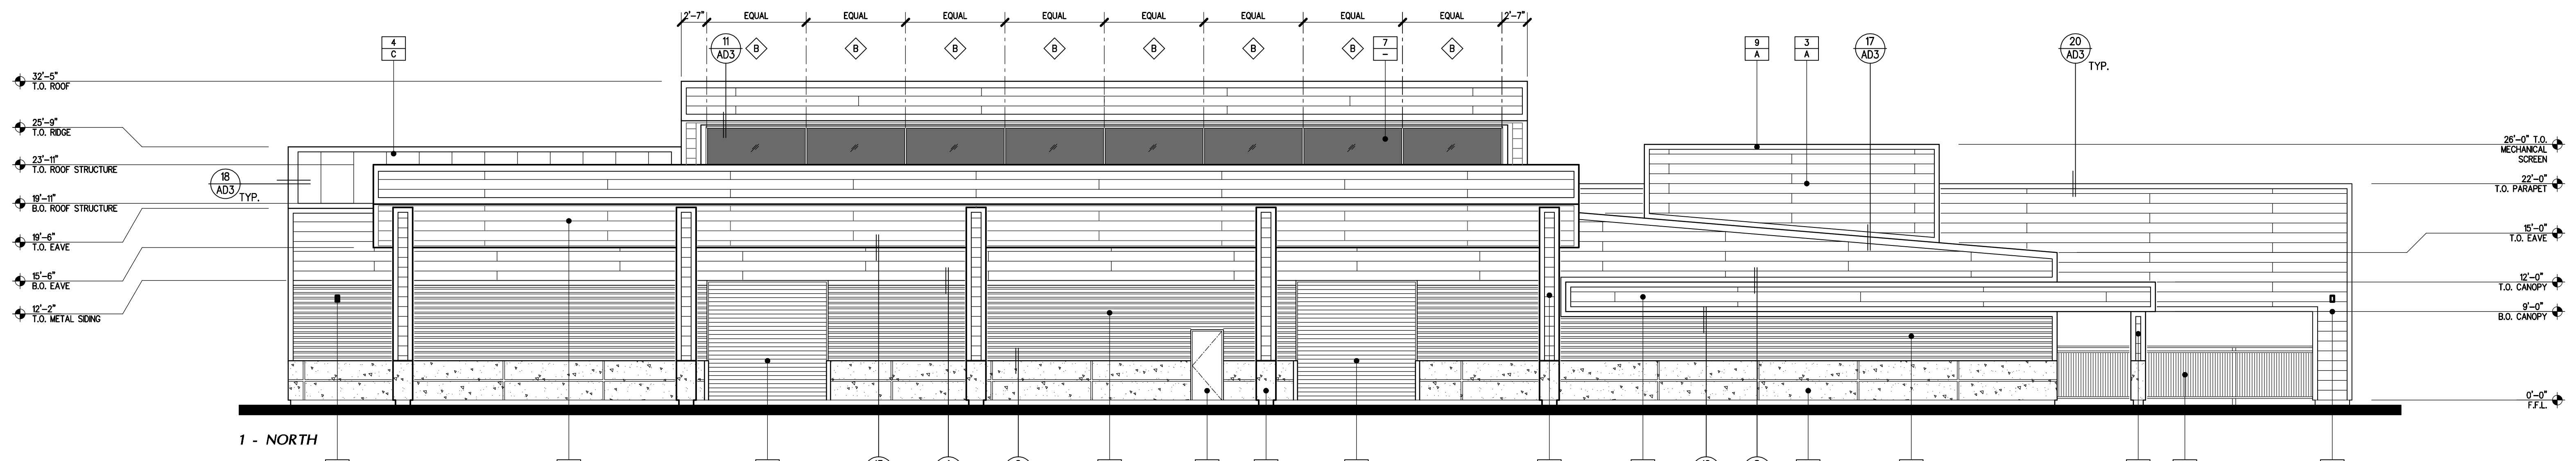 2'-7" EQUAL EQUAL EQUAL EQUAL EQUAL EQUAL EQUAL EQUAL 2'-7"
4
C
11
AD3
B B B B B B B B
7
-
9
A
3
A
17
AD3
20
AD3
TYP.
32'-5"
T.O. ROOF
25'-9"
T.O. RIDGE
23'-11"
T.O. ROOF STRUCTURE
18
AD3
TYP.
19'-11"
B.O. ROOF STRUCTURE
19'-6"
T.O. EAVE
15'-6"
B.O. EAVE
12'-2"
T.O. METAL SIDING
26'-0" T.O.
MECHANICAL
SCREEN
22'-0"
T.O. PARAPET
15'-0"
T.O. EAVE
12'-0"
T.O. CANOPY
9'-0"
B.O. CANOPY
0'-0"
F.F.L.
1 - NORTH